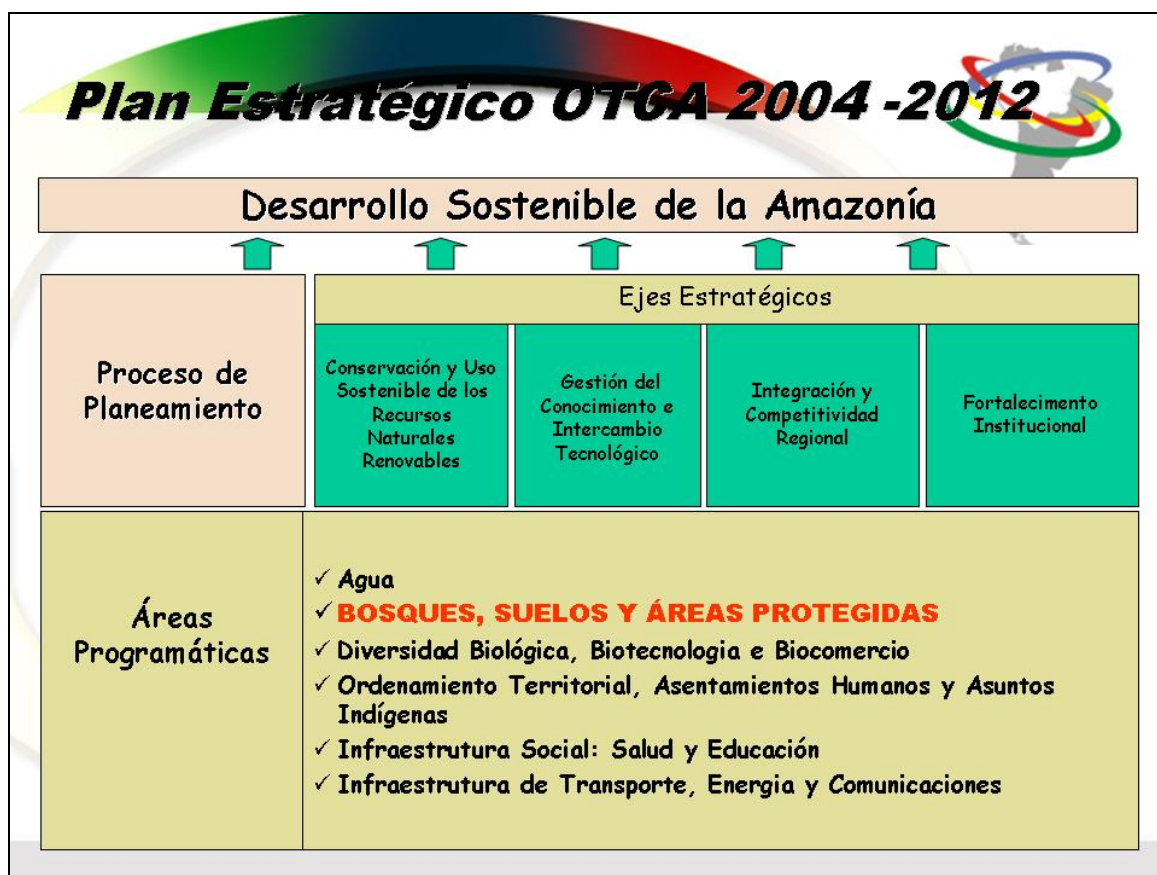 Plan Estratégico OTCA 2004 -2012
Desarrollo Sostenible de la Amazonía
Proceso de
Planeamiento
Ejes Estratégicos
Conservación y Uso
Sostenible de los
Recursos
Naturales
Renovables
Gestión del
Conocimiento e
Intercambio
Tecnológico
Integración y
Competitividad
Regional
Fortalecimento
Institucional
Áreas
Programáticas
✓ Agua
✓ BOSQUES, SUELOS Y ÁREAS PROTEGIDAS
✓ Diversidad Biológica, Biotecnologia e Biocomercio
✓ Ordenamiento Territorial, Asentamientos Humanos y Asuntos
Indígenas
✓ Infraestrutura Social: Salud y Educación
✓ Infraestrutura de Transporte, Energia y Comunicaciones